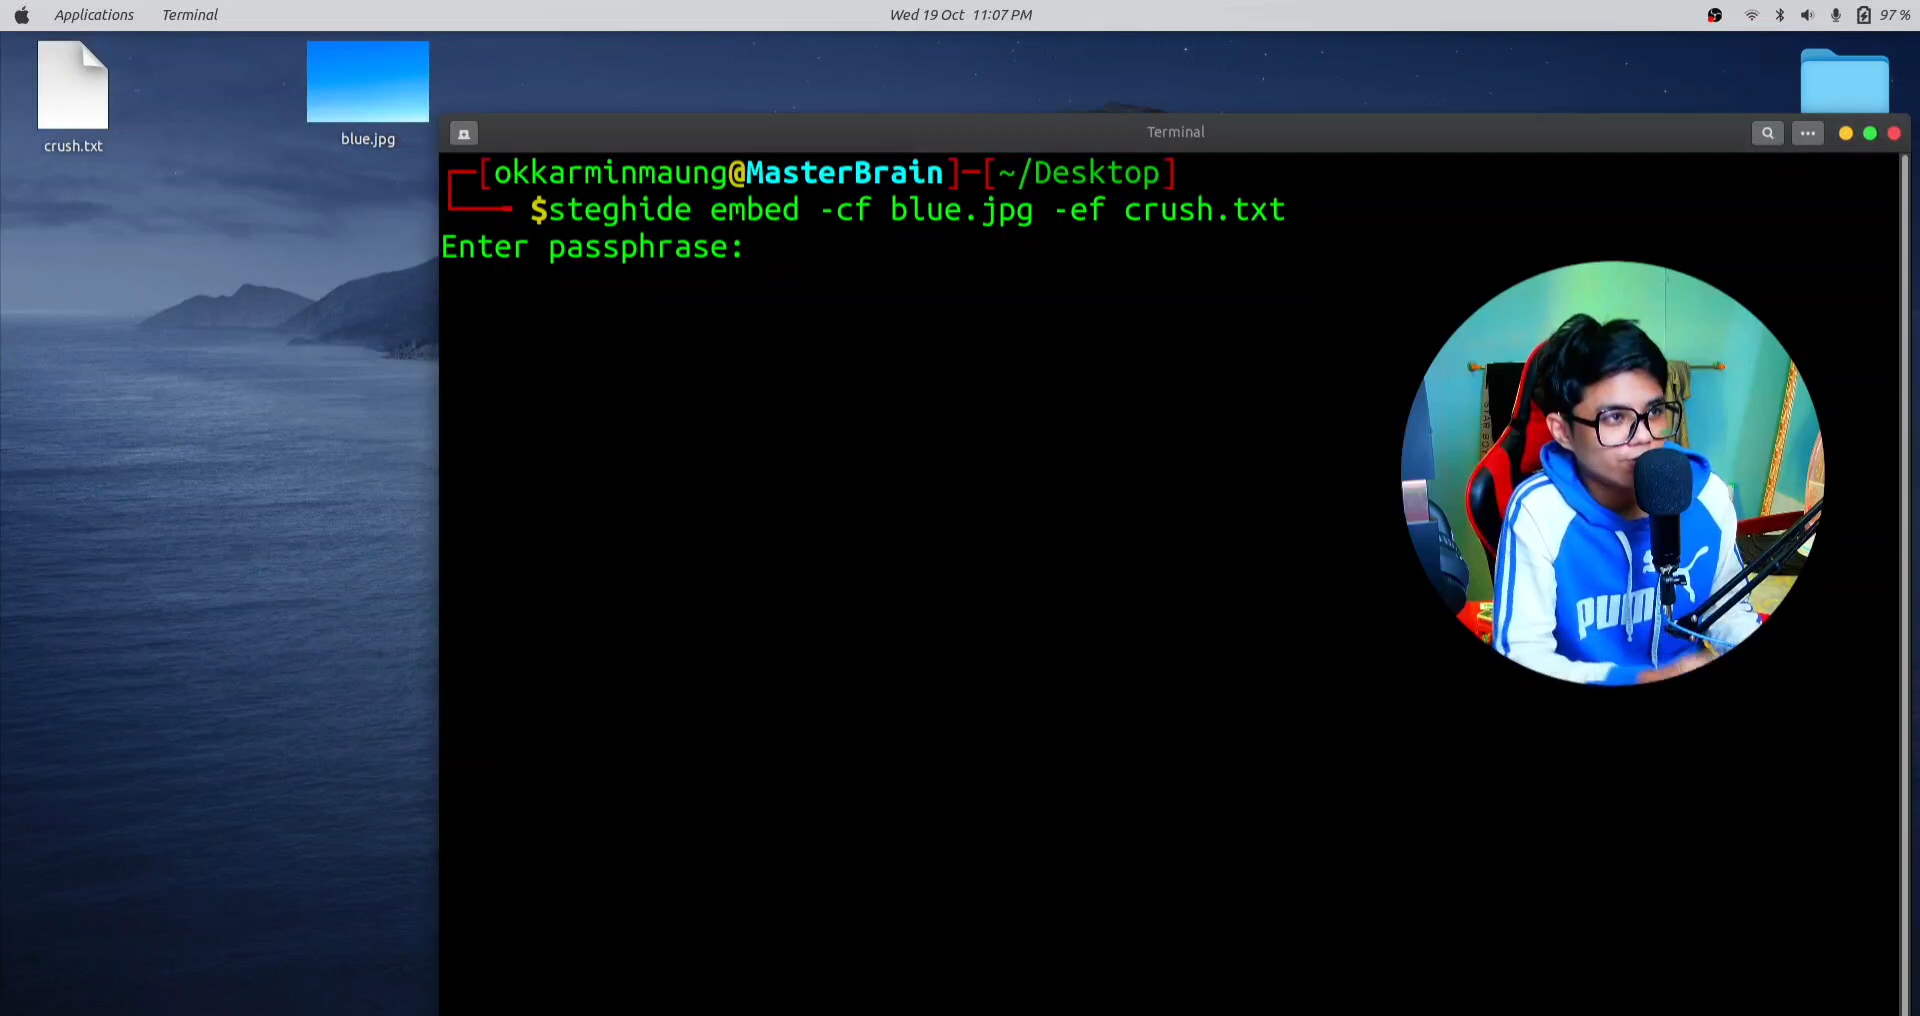 Applications Terminal Wed 19 Oct 11:07 PM 97 %
crush.txt
blue.jpg
Terminal
[okkarminmaung@MasterBrain]─[~/Desktop]
$steghide embed -cf blue.jpg -ef crush.txt
Enter passphrase:
PUMA